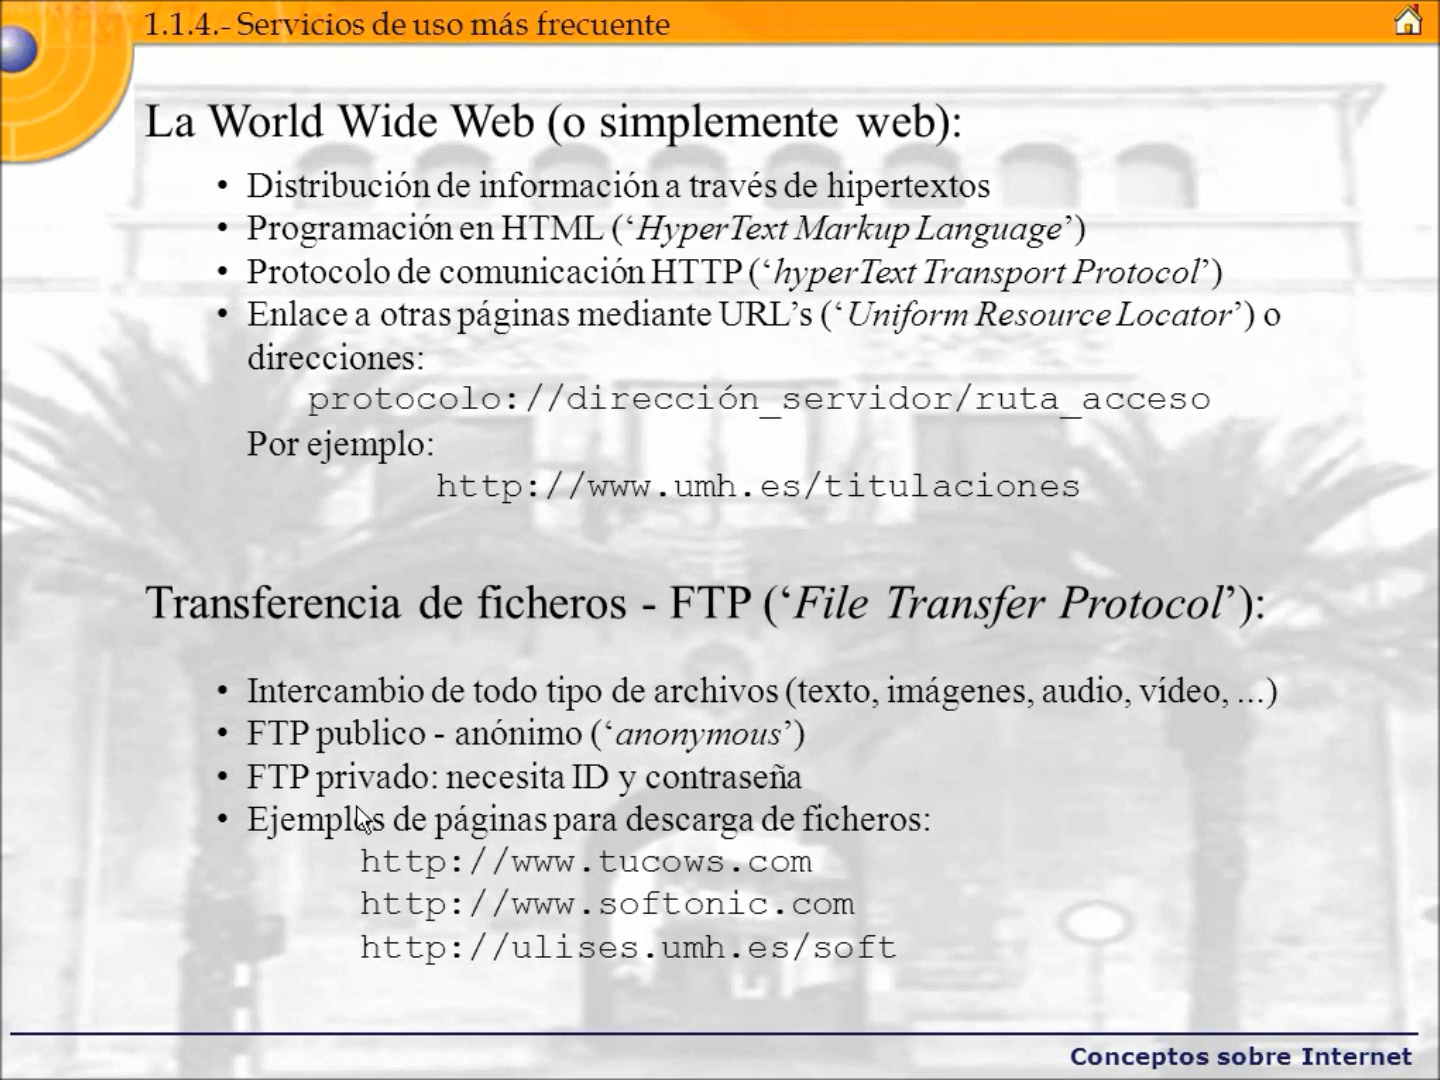 1.1.4.- Servicios de uso más frecuente
La World Wide Web (o simplemente web):
• Distribución de información a través de hipertextos
• Programación en HTML (‘HyperText Markup Language’)
• Protocolo de comunicación HTTP (‘hyperText Transport Protocol’)
• Enlace a otras páginas mediante URL’s (‘Uniform Resource Locator’) o
direcciones:
protocolo://dirección_servidor/ruta_acceso
Por ejemplo:
http://www.umh.es/titulaciones
Transferencia de ficheros - FTP (‘File Transfer Protocol’):
• Intercambio de todo tipo de archivos (texto, imágenes, audio, vídeo, ...)
• FTP publico - anónimo (‘anonymous’)
• FTP privado: necesita ID y contraseña
• Ejemplos de páginas para descarga de ficheros:
http://www.tucows.com
http://www.softonic.com
http://ulises.umh.es/soft
Conceptos sobre Internet